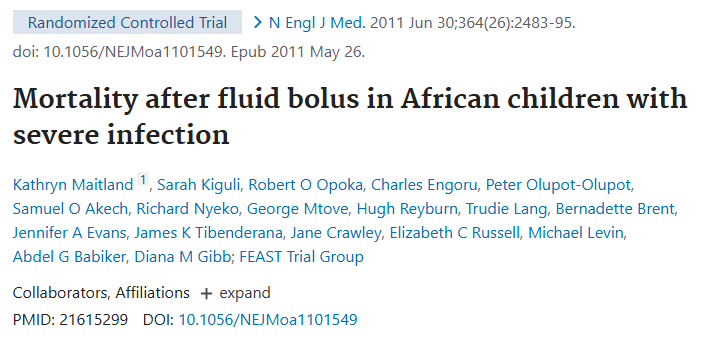 Randomized Controlled Trial > N Engl J Med. 2011 Jun 30;364(26):2483-95.
doi: 10.1056/NEJMoa1101549. Epub 2011 May 26.
Mortality after fluid bolus in African children with
severe infection
Kathryn Maitland 1, Sarah Kiguli, Robert O Opoka, Charles Engoru, Peter Olupot-Olupot,
Samuel O Akech, Richard Nyeko, George Mtove, Hugh Reyburn, Trudie Lang, Bernadette Brent,
Jennifer A Evans, James K Tibenderana, Jane Crawley, Elizabeth C Russell, Michael Levin,
Abdel G Babiker, Diana M Gibb; FEAST Trial Group
Collaborators, Affiliations + expand
PMID: 21615299 DOI: 10.1056/NEJMoa1101549